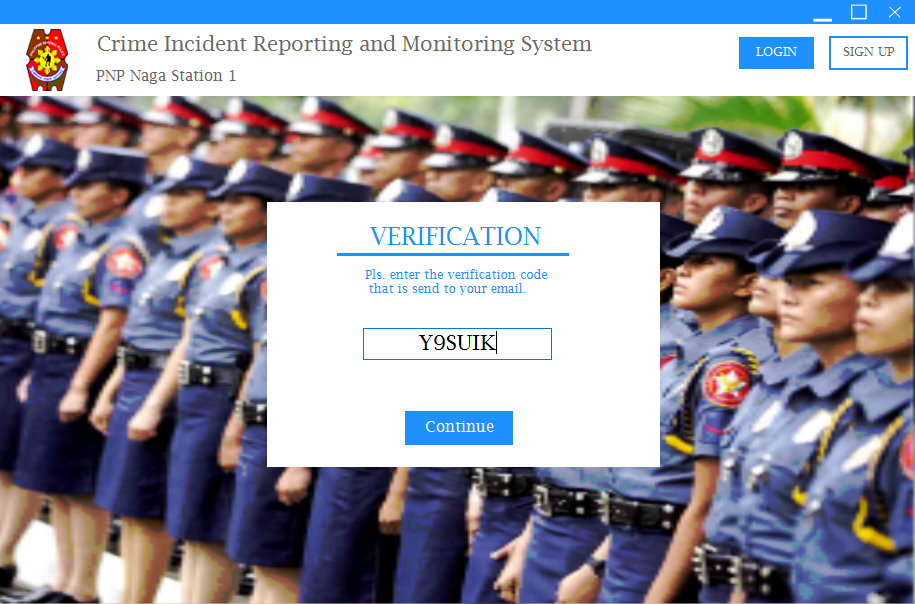 Crime Incident Reporting and Monitoring System
LOGIN
SIGN UP
PNP Naga Station 1
VERIFICATION
Pls. enter the verification code
that is send to your email.
Y9SUIK
Continue